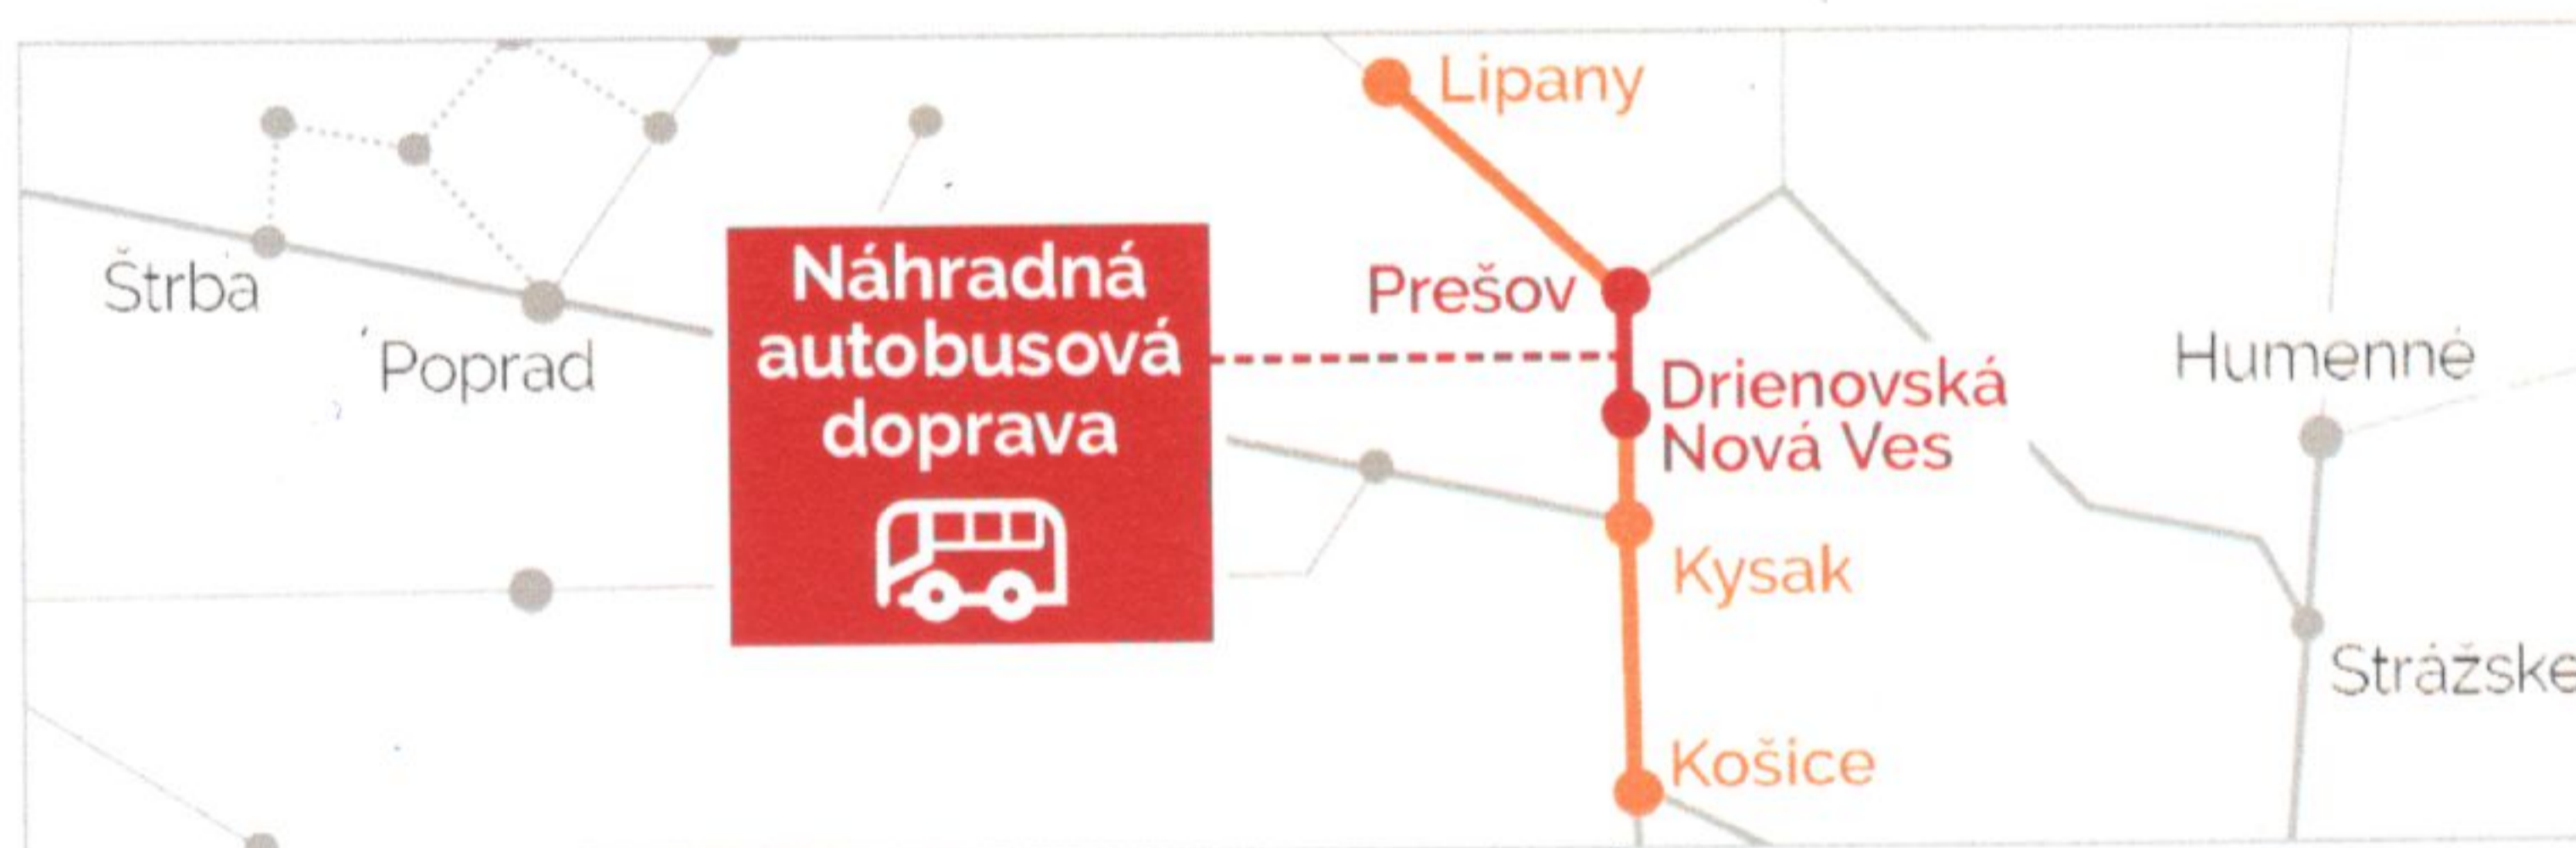 Lipany
Štrba
Poprad
Náhradná
autobusová
doprava
Prešov
Drienovská
Nová Ves
Humenné
Kysak
Strážske
Košice